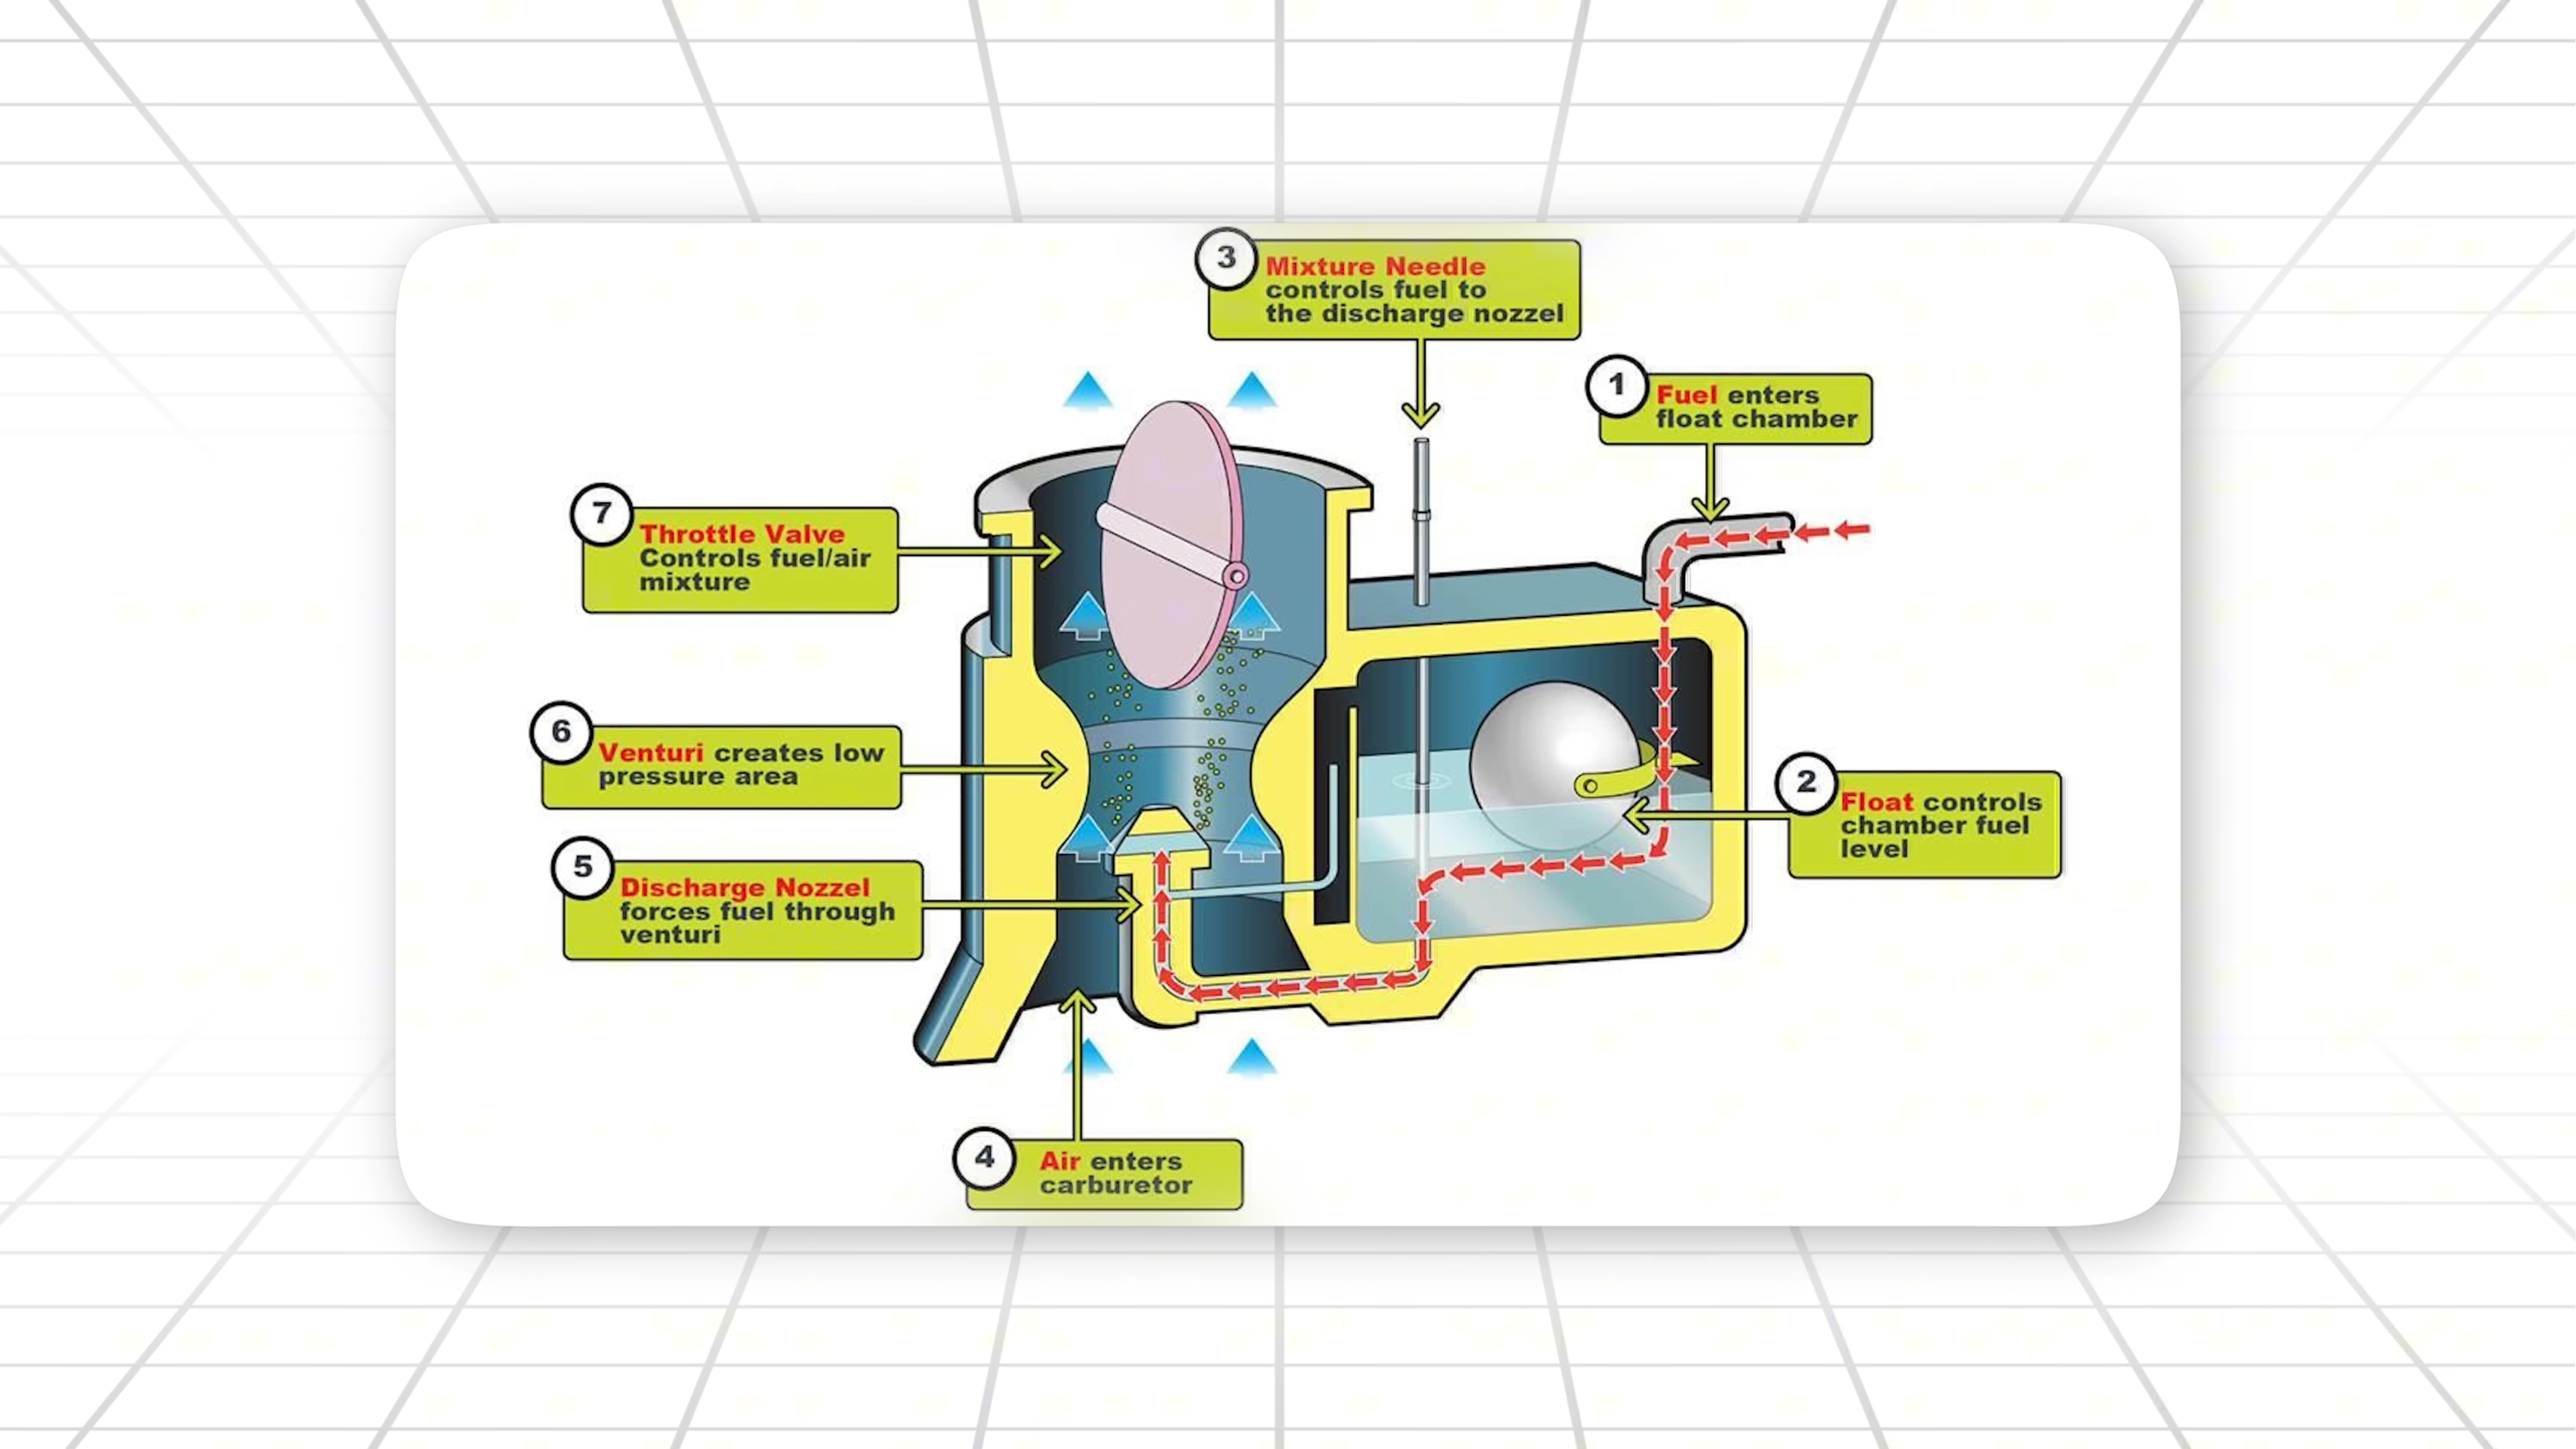 3
Mixture Needle
controls fuel to
the discharge nozzel
1
Fuel enters
float chamber
7
Throttle Valve
Controls fuel/air
mixture
6
Venturi creates low
pressure area
2
Float controls
chamber fuel
level
5
Discharge Nozzel
forces fuel through
venturi
4
Air enters
carburetor